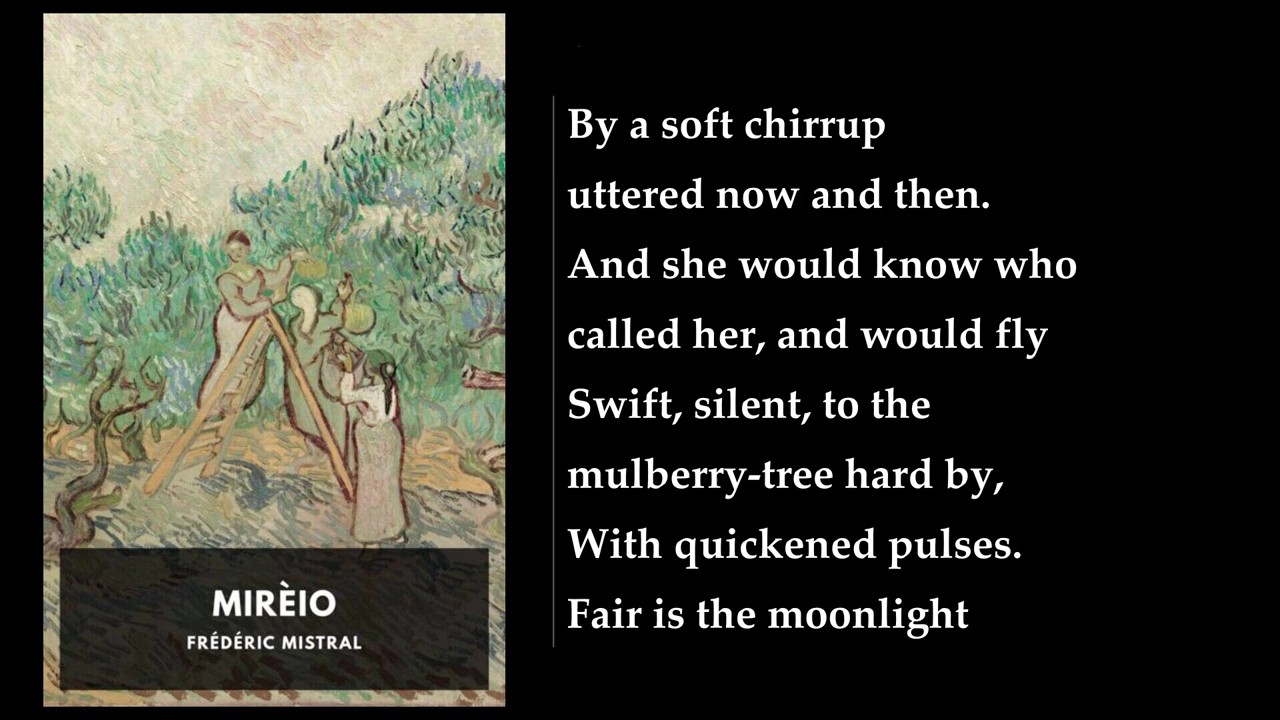 MIRÈIO
FRÉDÉRIC MISTRAL
By a soft chirrup
uttered now and then.
And she would know who
called her, and would fly
Swift, silent, to the
mulberry-tree hard by,
With quickened pulses.
Fair is the moonlight